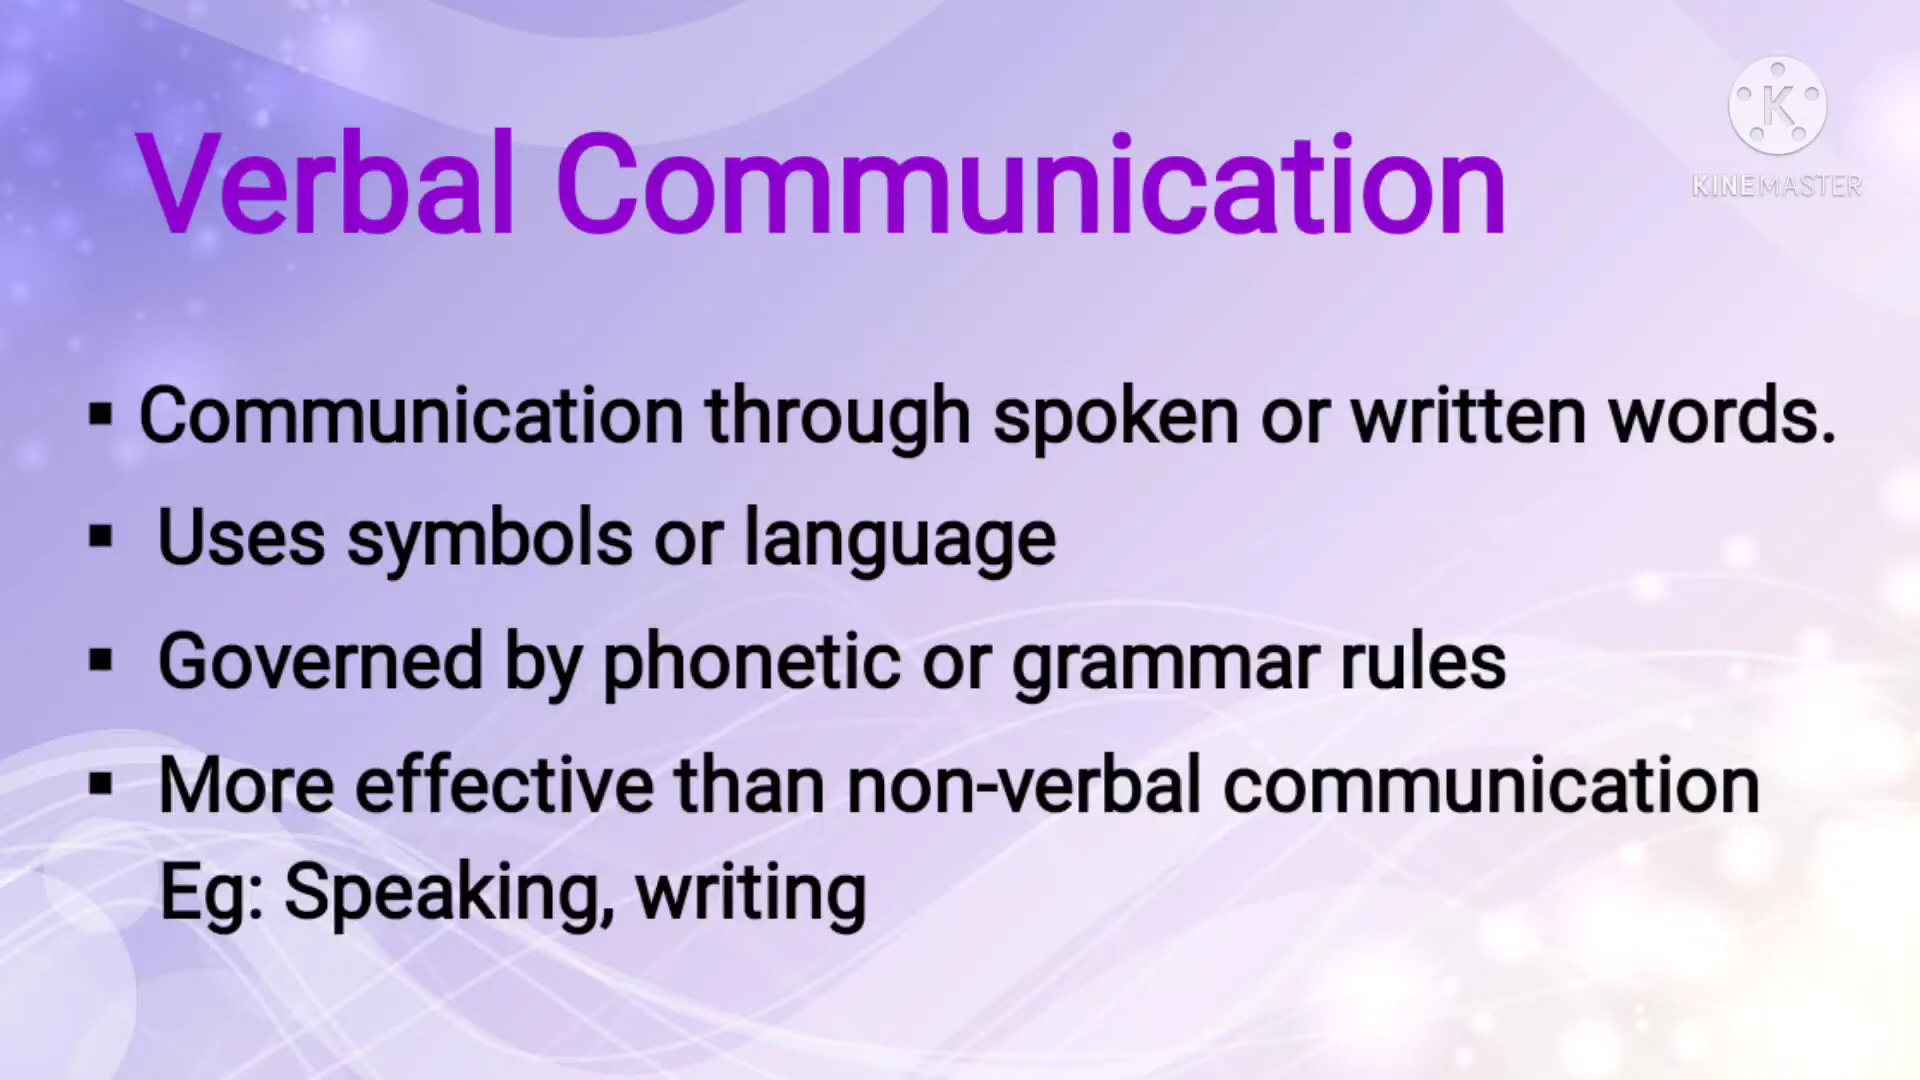 Verbal Communication
K
KINEMASTER
▪ Communication through spoken or written words.
▪ Uses symbols or language
▪ Governed by phonetic or grammar rules
▪ More effective than non-verbal communication
Eg: Speaking, writing